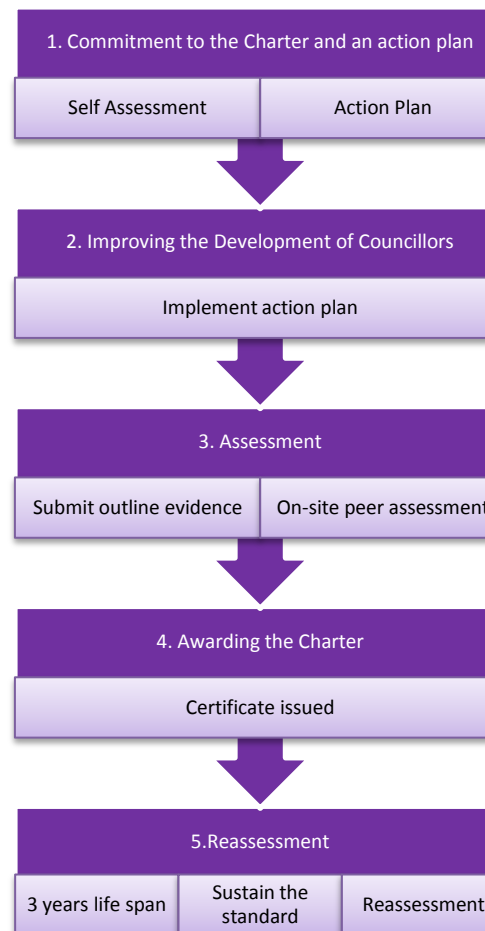 1. Commitment to the Charter and an action plan
Self Assessment
Action Plan
2. Improving the Development of Councillors
Implement action plan
3. Assessment
Submit outline evidence
On-site peer assessment
4. Awarding the Charter
Certificate issued
5.Reassessment
3 years life span
Sustain the
standard
Reassessment